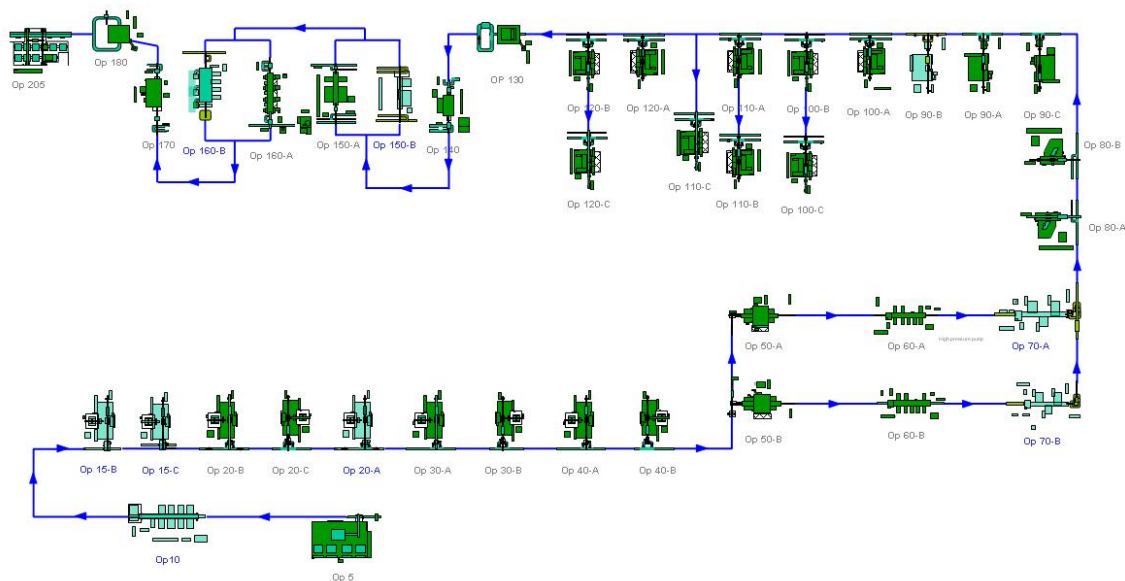 Op 205
Op 180
Op 170
Op 160-B
Op 160-A
Op 150-A
Op 150-B
Op 140
OP 130
Op 120-B
Op 120-A
Op 110-A
Op 100-B
Op 100-A
Op 90-B
Op 90-A
Op 90-C
Op 80-B
Op 120-C
Op 110-C
Op 110-B
Op 100-C
Op 80-A
Op 50-A
Op 60-A
High pressure pump
Op 70-A
Op 50-B
Op 60-B
Op 70-B
Op 15-B
Op 15-C
Op 20-B
Op 20-C
Op 20-A
Op 30-A
Op 30-B
Op 40-A
Op 40-B
Op10
Op 5